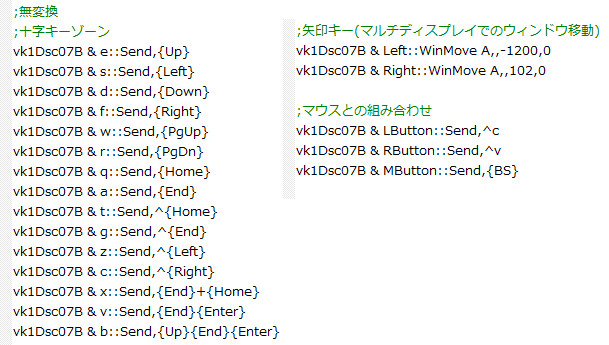 ;無変換
;十字キーゾーン
vk1Dsc07B & e::Send,{Up}
vk1Dsc07B & s::Send,{Left}
vk1Dsc07B & d::Send,{Down}
vk1Dsc07B & f::Send,{Right}
vk1Dsc07B & w::Send,{PgUp}
vk1Dsc07B & r::Send,{PgDn}
vk1Dsc07B & q::Send,{Home}
vk1Dsc07B & a::Send,{End}
vk1Dsc07B & t::Send,^{Home}
vk1Dsc07B & g::Send,^{End}
vk1Dsc07B & z::Send,^{Left}
vk1Dsc07B & c::Send,^{Right}
vk1Dsc07B & x::Send,{End}+{Home}
vk1Dsc07B & v::Send,{End}{Enter}
vk1Dsc07B & b::Send,{Up}{End}{Enter}
;矢印キー(マルチディスプレイでのウィンドウ移動)
vk1Dsc07B & Left::WinMove A,,-1200,0
vk1Dsc07B & Right::WinMove A,,102,0
;マウスとの組み合わせ
vk1Dsc07B & LButton::Send,^c
vk1Dsc07B & RButton::Send,^v
vk1Dsc07B & MButton::Send,{BS}